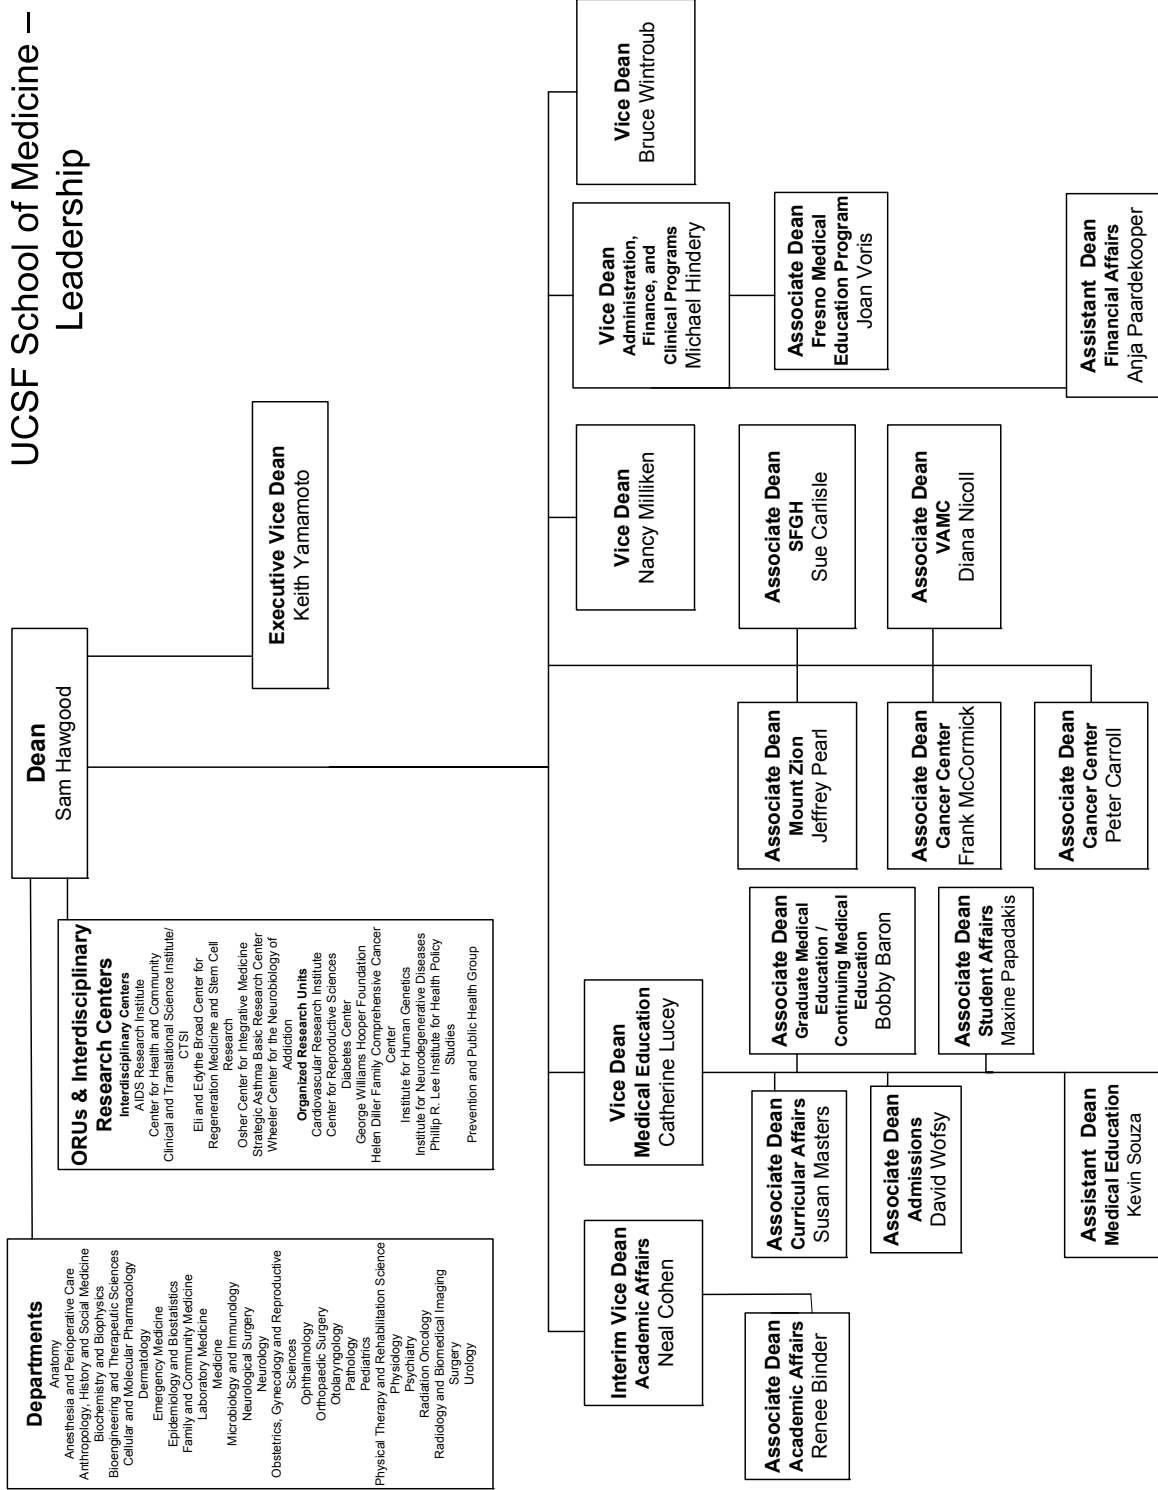 UCSF School of Medicine –
Leadership
Dean
Sam Hawgood
Executive Vice Dean
Keith Yamamoto
Departments
Anatomy
Anesthesia and Perioperative Care
Anthropology, History and Social Medicine
Biochemistry and Biophysics
Bioengineering and Therapeutic Sciences
Cellular and Molecular Pharmacology
Dermatology
Emergency Medicine
Epidemiology and Biostatistics
Family and Community Medicine
Laboratory Medicine
Medicine
Microbiology and Immunology
Neurological Surgery
Neurology
Obstetrics, Gynecology and Reproductive
Sciences
Ophthalmology
Orthopaedic Surgery
Otolaryngology
Pathology
Pediatrics
Physical Therapy and Rehabilitation Science
Physiology
Psychiatry
Radiation Oncology
Radiology and Biomedical Imaging
Surgery
Urology
ORUs & Interdisciplinary
Research Centers
Interdisciplinary Centers
AIDS Research Institute
Center for Health and Community
Clinical and Translational Science Institute/
CTSI
Eli and Edythe Broad Center for
Regeneration Medicine and Stem Cell
Research
Osher Center for Integrative Medicine
Strategic Asthma Basic Research Center
Wheeler Center for the Neurobiology of
Addiction
Organized Research Units
Cardiovascular Research Institute
Center for Reproductive Sciences
Diabetes Center
George Williams Hooper Foundation
Helen Diller Family Comprehensive Cancer
Center
Institute for Human Genetics
Institute for Neurodegenerative Diseases
Phillip R. Lee Institute for Health Policy
Studies
Prevention and Public Health Group
Interim Vice Dean
Academic Affairs
Neal Cohen
Vice Dean
Medical Education
Catherine Lucey
Vice Dean
Nancy Milliken
Vice Dean
Administration,
Finance, and
Clinical Programs
Michael Hindery
Vice Dean
Bruce Wintroub
Associate Dean
Academic Affairs
Renee Binder
Associate Dean
Curricular Affairs
Susan Masters
Associate Dean
Graduate Medical
Education /
Continuing Medical
Education
Bobby Baron
Associate Dean
Mount Zion
Jeffrey Pearl
Associate Dean
SFGH
Sue Carlisle
Associate Dean
Fresno Medical
Education Program
Joan Voris
Associate Dean
Admissions
David Wofsy
Associate Dean
Student Affairs
Maxine Papadakis
Associate Dean
Cancer Center
Frank McCormick
Associate Dean
VAMC
Diana Nicoll
Assistant Dean
Medical Education
Kevin Souza
Associate Dean
Cancer Center
Peter Carroll
Assistant Dean
Financial Affairs
Anja Paardekooper